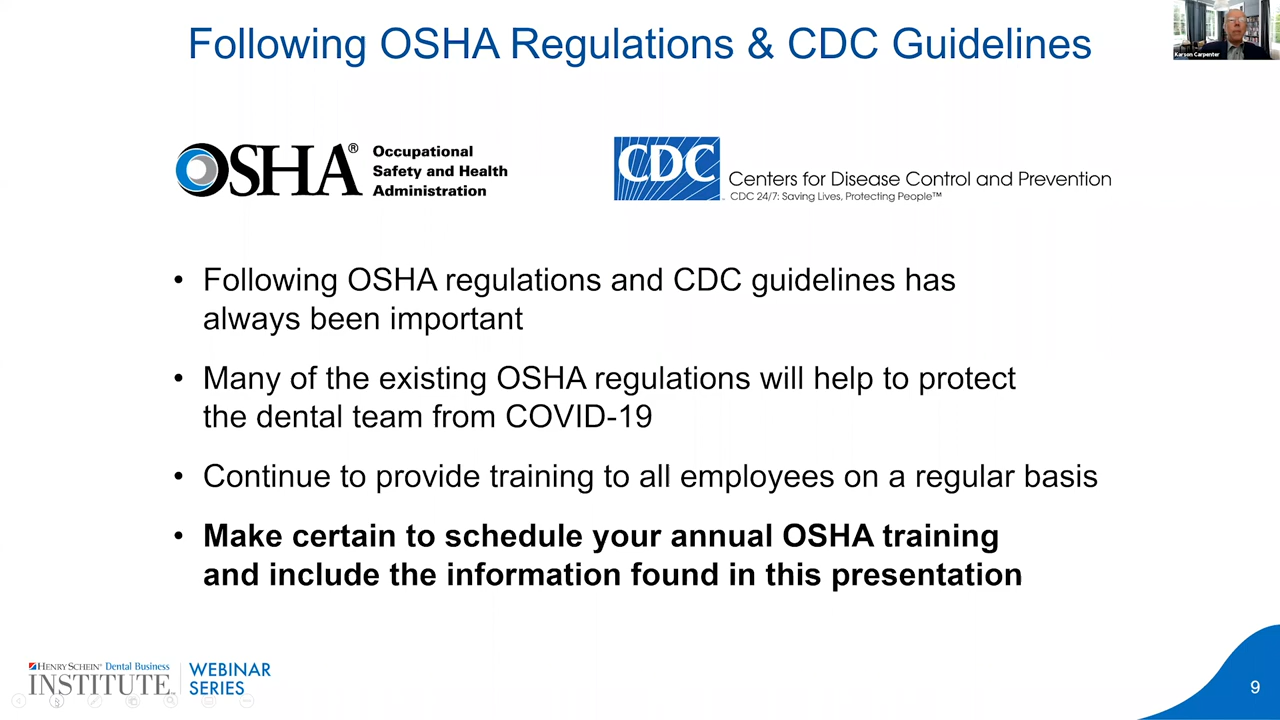 Following OSHA Regulations & CDC Guidelines
Karson Carpenter
OSHA®
Occupational
Safety and Health
Administration
CDC
Centers for Disease Control and Prevention
CDC 24/7: Saving Lives, Protecting People™
• Following OSHA regulations and CDC guidelines has
always been important
• Many of the existing OSHA regulations will help to protect
the dental team from COVID-19
• Continue to provide training to all employees on a regular basis
• Make certain to schedule your annual OSHA training
and include the information found in this presentation
HENRY SCHEIN® Dental Business
INSTITUTE™
WEBINAR
SERIES
9